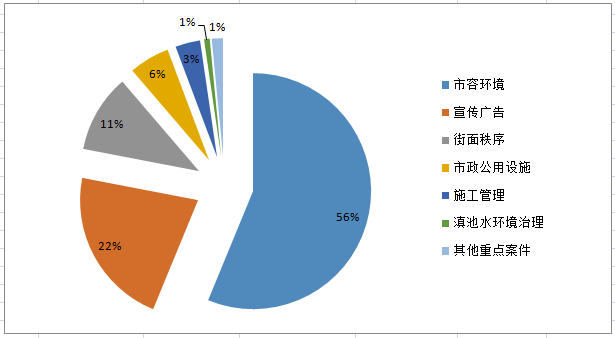 1%
1%
3%
6%
11%
22%
56%
市容环境
宣传广告
街面秩序
市政公用设施
施工管理
滇池水环境治理
其他重点案件